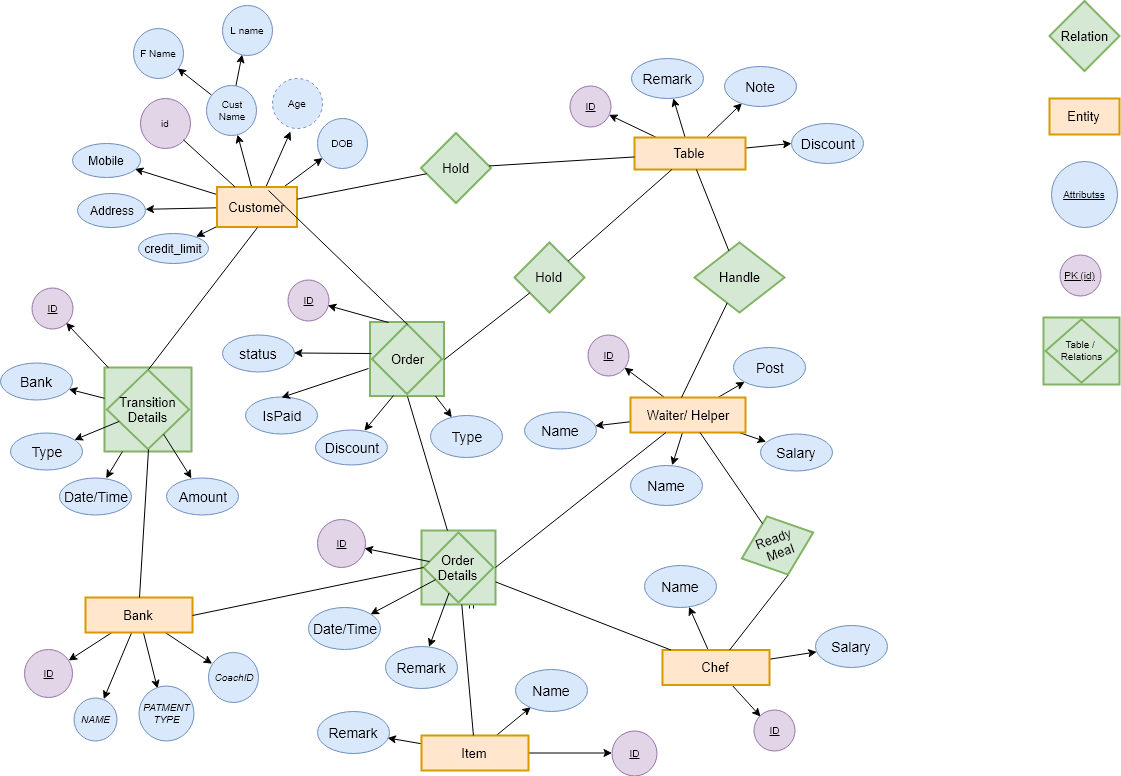 L name
F Name
Cust
Name
Age
id
DOB
Mobile
Address
credit_limit
Customer
Hold
Remark
Note
ID
Discount
Table
Relation
Entity
Attributss
PK (id)
Table /
Relations
Hold
Handle
ID
ID
status
Order
IsPaid
Discount
Type
Bank
Transition
Details
Type
Date/Time
Amount
ID
Post
Name
Waiter/ Helper
Salary
Name
Ready
Meal
ID
Order
Details
Date/Time
Remark
Name
Salary
Chef
ID
Bank
ID
NAME
PATMENT
TYPE
CoachID
Name
Remark
Item
ID